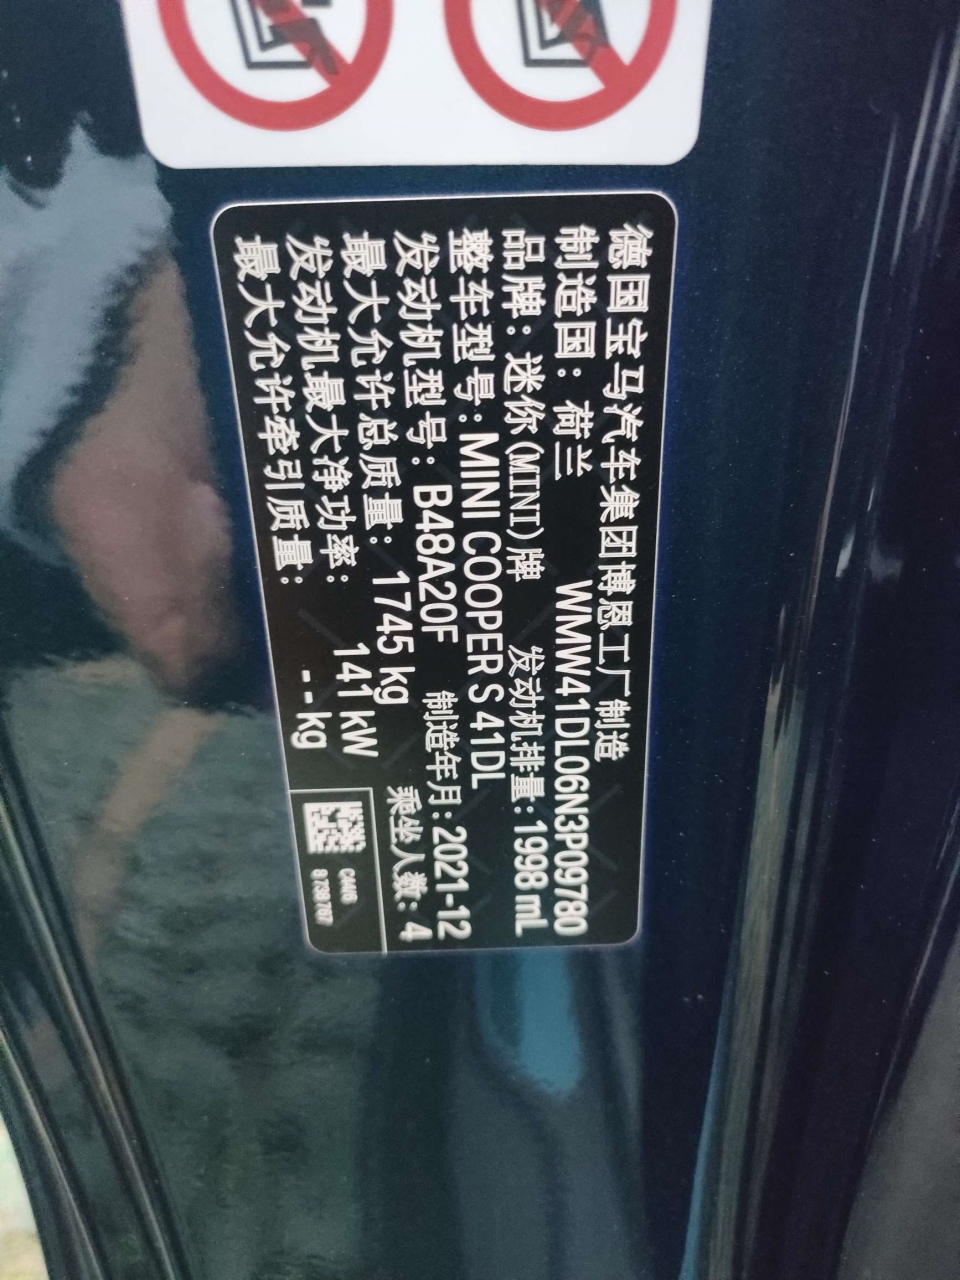 德国宝马汽车集团博恩工厂制造
制造国：荷兰 WMW41DL06N3P09780
品牌：迷你(MINI)牌 发动机排量：1998 mL
整车型号：MINI COOPER S 41DL
发动机型号：B48A20F 制造年月：2021-12
最大允许总质量：1745 kg 乘坐人数：4
发动机最大净功率：141 kW
最大允许牵引质量：--kg